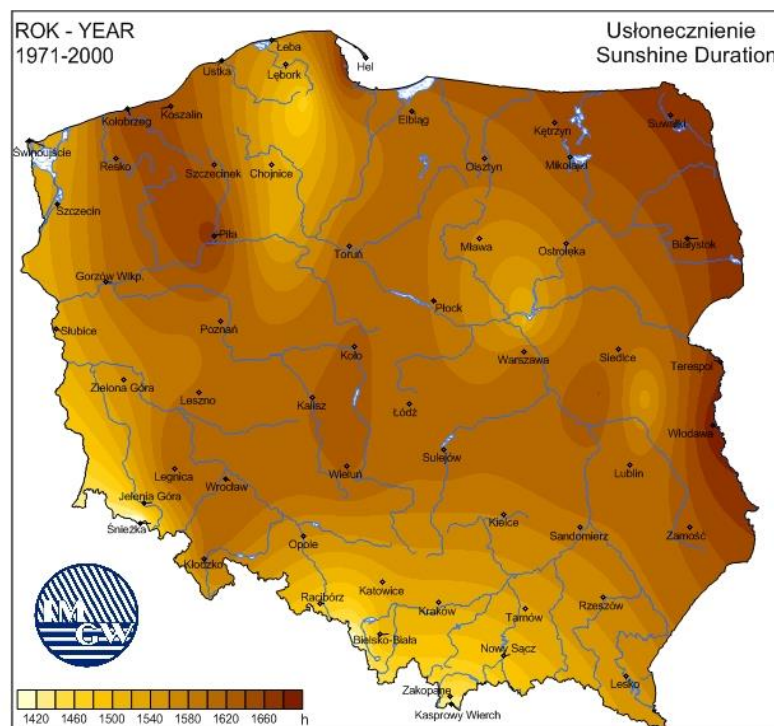 ROK - YEAR
1971-2000
Usłonecznienie
Sunshine Duration
Łeba
Hel
Ustka
Lębork
Koszalin
Kołobrzeg
Elbląg
Kętrzyn
Suwałki
Świnoujście
Resko
Szczecinek
Chojnice
Olsztyn
Mikołajki
Szczecin
Piła
Toruń
Mława
Ostrołęka
Białystok
Gorzów Wlkp.
Płock
Słubice
Poznań
Koło
Warszawa
Siedlce
Terespol
Zielona Góra
Leszno
Kalisz
Łódź
Włodawa
Legnica
Wrocław
Wieluń
Sulejów
Lublin
Jelenia Góra
Śnieżka
Kielce
Sandomierz
Zamość
Opole
Kłodzko
Racibórz
Katowice
Kraków
Tarnów
Rzeszów
Bielsko-Biała
Nowy Sącz
Lesko
Zakopane
Kasprowy Wierch
IM
GW
1420 1460 1500 1540 1580 1620 1660 h